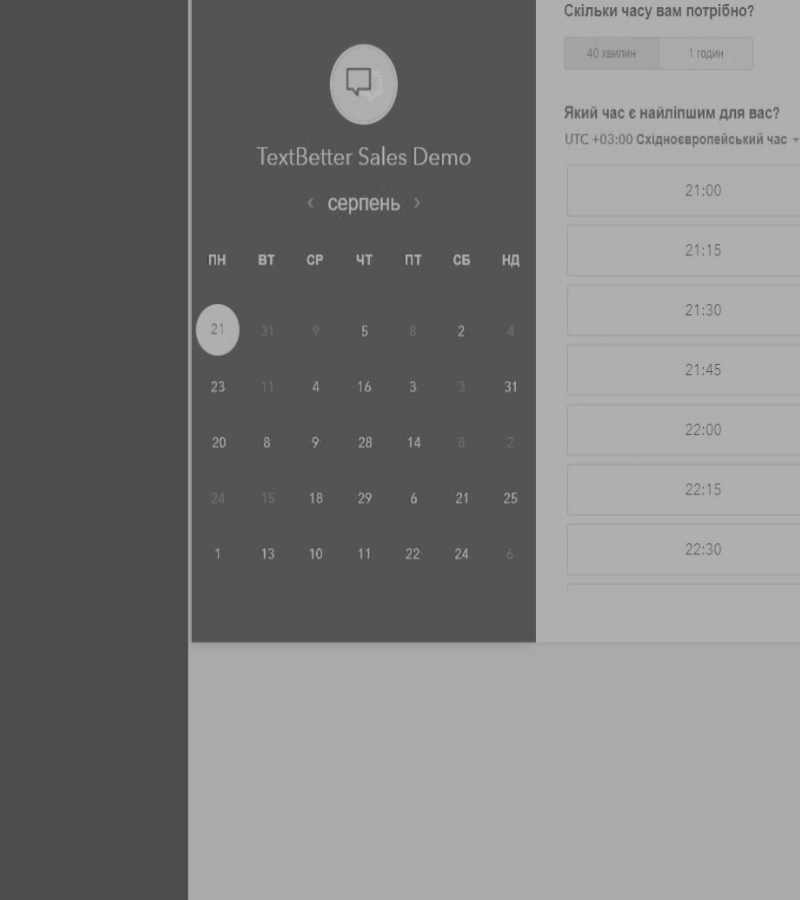 TextBetter Sales Demo
‹ серпень ›
ПН ВТ СР ЧТ ПТ СБ НД
21 31 9 5 8 2 4
23 11 4 16 3 3 31
20 8 9 28 14 8 2
24 15 18 29 6 21 25
1 13 10 11 22 24 6
Скільки часу вам потрібно?
40 хвилин 1 годин
Який час є найліпшим для вас?
UTC +03:00 Східноєвропейський час
21:00
21:15
21:30
21:45
22:00
22:15
22:30